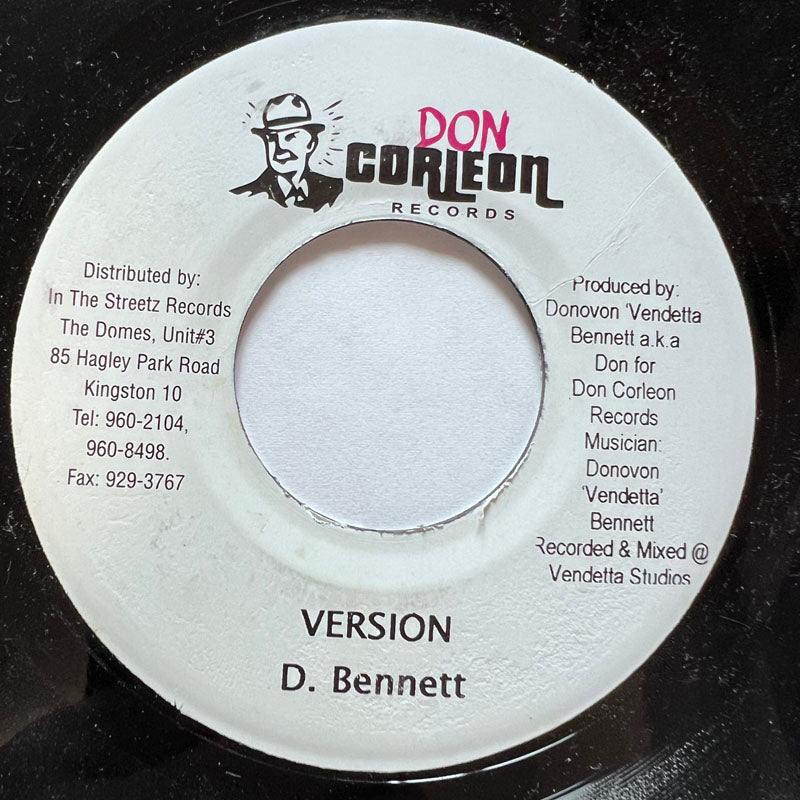 DON
CORLEON
RECORDS
Distributed by:
In The Streetz Records
The Domes, Unit#3
85 Hagley Park Road
Kingston 10
Tel: 960-2104,
960-8498.
Fax: 929-3767
Produced by:
Donovon 'Vendetta
Bennett a.k.a
Don for
Don Corleon
Records
Musician:
Donovon
'Vendetta'
Bennett
Recorded & Mixed @
Vendetta Studios
VERSION
D. Bennett